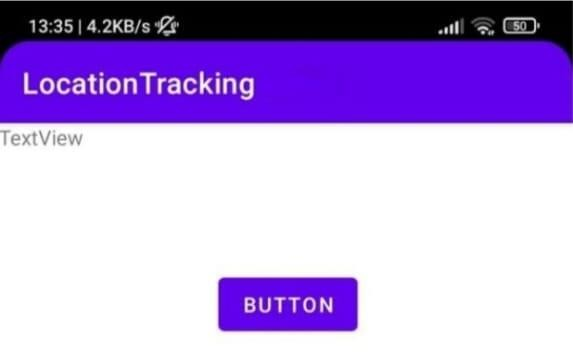 13:35 | 4.2KB/s
50
LocationTracking
TextView
BUTTON